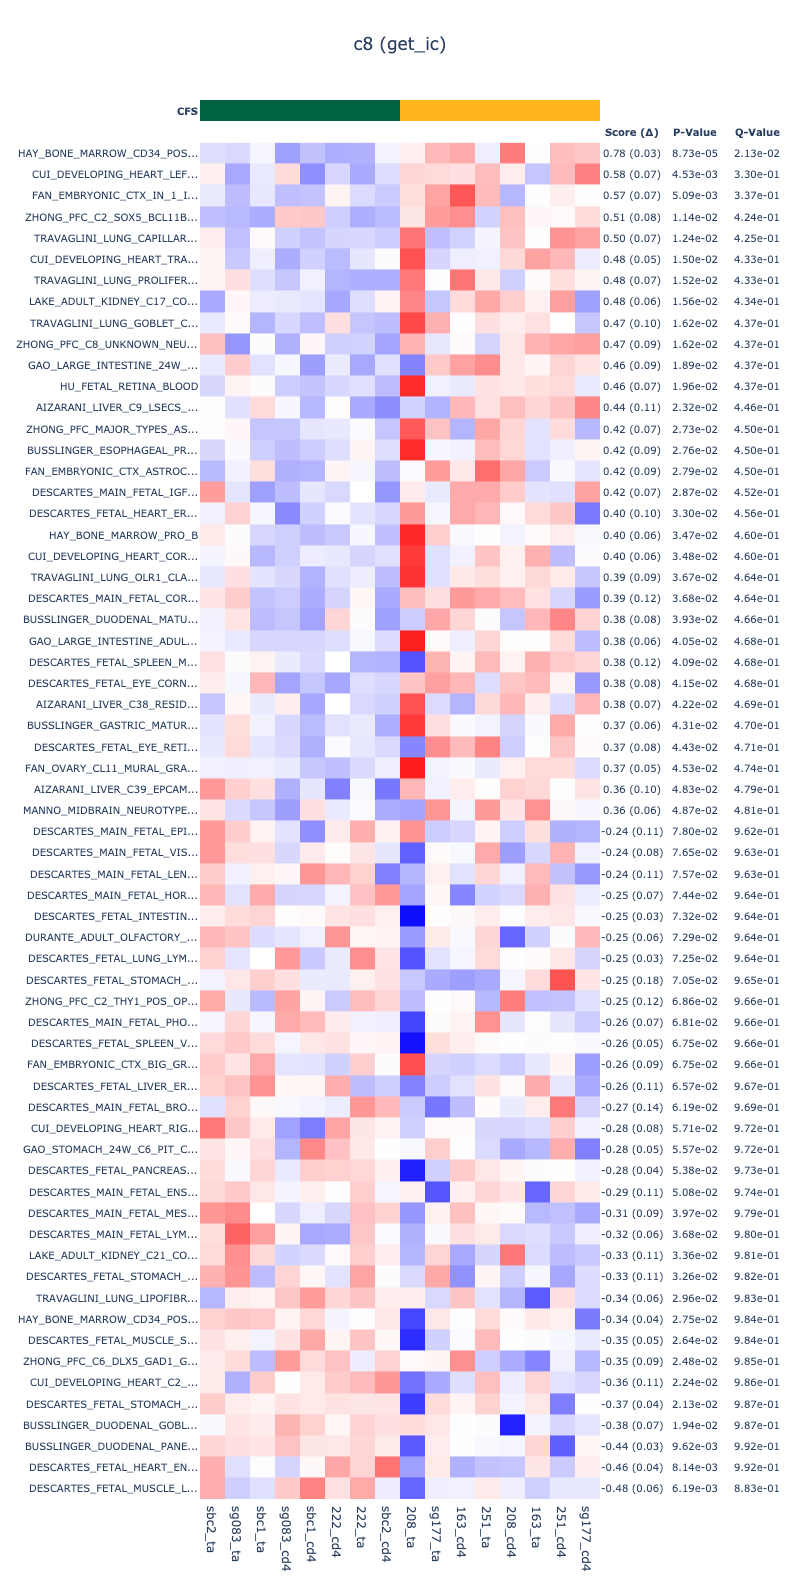 c8 (get_ic)
CFS
Score (Δ) P-Value Q-Value
HAY_BONE_MARROW_CD34_POS... 0.78 (0.03) 8.73e-05 2.13e-02
CUI_DEVELOPING_HEART_LEF... 0.58 (0.07) 4.53e-03 3.30e-01
FAN_EMBRYONIC_CTX_IN_1_I... 0.57 (0.07) 5.09e-03 3.37e-01
ZHONG_PFC_C2_SOX5_BCL11B... 0.51 (0.08) 1.14e-02 4.24e-01
TRAVAGLINI_LUNG_CAPILLAR... 0.50 (0.07) 1.24e-02 4.25e-01
CUI_DEVELOPING_HEART_TRA... 0.48 (0.05) 1.50e-02 4.33e-01
TRAVAGLINI_LUNG_PROLIFER... 0.48 (0.07) 1.52e-02 4.33e-01
LAKE_ADULT_KIDNEY_C17_CO... 0.48 (0.06) 1.56e-02 4.34e-01
TRAVAGLINI_LUNG_GOBLET_C... 0.47 (0.10) 1.62e-02 4.37e-01
ZHONG_PFC_C8_UNKNOWN_NEU... 0.47 (0.09) 1.62e-02 4.37e-01
GAO_LARGE_INTESTINE_24W_... 0.46 (0.09) 1.89e-02 4.37e-01
HU_FETAL_RETINA_BLOOD 0.46 (0.07) 1.96e-02 4.37e-01
AIZARANI_LIVER_C9_LSECS_... 0.44 (0.11) 2.32e-02 4.46e-01
ZHONG_PFC_MAJOR_TYPES_AS... 0.42 (0.07) 2.73e-02 4.50e-01
BUSSLINGER_ESOPHAGEAL_PR... 0.42 (0.09) 2.76e-02 4.50e-01
FAN_EMBRYONIC_CTX_ASTROC... 0.42 (0.09) 2.79e-02 4.50e-01
DESCARTES_MAIN_FETAL_IGF... 0.42 (0.07) 2.87e-02 4.52e-01
DESCARTES_FETAL_HEART_ER... 0.40 (0.10) 3.30e-02 4.56e-01
HAY_BONE_MARROW_PRO_B 0.40 (0.06) 3.47e-02 4.60e-01
CUI_DEVELOPING_HEART_COR... 0.40 (0.06) 3.48e-02 4.60e-01
TRAVAGLINI_LUNG_OLR1_CLA... 0.39 (0.09) 3.67e-02 4.64e-01
DESCARTES_MAIN_FETAL_COR... 0.39 (0.12) 3.68e-02 4.64e-01
BUSSLINGER_DUODENAL_MATU... 0.38 (0.08) 3.93e-02 4.66e-01
GAO_LARGE_INTESTINE_ADUL... 0.38 (0.06) 4.05e-02 4.68e-01
DESCARTES_FETAL_SPLEEN_M... 0.38 (0.12) 4.09e-02 4.68e-01
DESCARTES_FETAL_EYE_CORN... 0.38 (0.08) 4.15e-02 4.68e-01
AIZARANI_LIVER_C38_RESID... 0.38 (0.07) 4.22e-02 4.69e-01
BUSSLINGER_GASTRIC_MATUR... 0.37 (0.06) 4.31e-02 4.70e-01
DESCARTES_FETAL_EYE_RETI... 0.37 (0.08) 4.43e-02 4.71e-01
FAN_OVARY_CL11_MURAL_GRA... 0.37 (0.05) 4.53e-02 4.74e-01
AIZARANI_LIVER_C39_EPCAM... 0.36 (0.10) 4.83e-02 4.79e-01
MANNO_MIDBRAIN_NEUROTYPE... 0.36 (0.06) 4.87e-02 4.81e-01
DESCARTES_MAIN_FETAL_EPI... -0.24 (0.11) 7.80e-02 9.62e-01
DESCARTES_MAIN_FETAL_VIS... -0.24 (0.08) 7.65e-02 9.63e-01
DESCARTES_MAIN_FETAL_LEN... -0.24 (0.11) 7.57e-02 9.63e-01
DESCARTES_MAIN_FETAL_HOR... -0.25 (0.07) 7.44e-02 9.64e-01
DESCARTES_FETAL_INTESTIN... -0.25 (0.03) 7.32e-02 9.64e-01
DURANTE_ADULT_OLFACTORY_... -0.25 (0.06) 7.29e-02 9.64e-01
DESCARTES_FETAL_LUNG_LYM... -0.25 (0.03) 7.25e-02 9.64e-01
DESCARTES_FETAL_STOMACH_... -0.25 (0.18) 7.05e-02 9.65e-01
ZHONG_PFC_C2_THY1_POS_OP... -0.25 (0.12) 6.86e-02 9.66e-01
DESCARTES_MAIN_FETAL_PHO... -0.26 (0.07) 6.81e-02 9.66e-01
DESCARTES_FETAL_SPLEEN_V... -0.26 (0.05) 6.75e-02 9.66e-01
FAN_EMBRYONIC_CTX_BIG_GR... -0.26 (0.09) 6.75e-02 9.66e-01
DESCARTES_FETAL_LIVER_ER... -0.26 (0.11) 6.57e-02 9.67e-01
DESCARTES_MAIN_FETAL_BRO... -0.27 (0.14) 6.19e-02 9.69e-01
CUI_DEVELOPING_HEART_RIG... -0.28 (0.08) 5.71e-02 9.72e-01
GAO_STOMACH_24W_C6_PIT_C... -0.28 (0.05) 5.57e-02 9.72e-01
DESCARTES_FETAL_PANCREAS... -0.28 (0.04) 5.38e-02 9.73e-01
DESCARTES_MAIN_FETAL_ENS... -0.29 (0.11) 5.08e-02 9.74e-01
DESCARTES_MAIN_FETAL_MES... -0.31 (0.09) 3.97e-02 9.79e-01
DESCARTES_MAIN_FETAL_LYM... -0.32 (0.06) 3.68e-02 9.80e-01
LAKE_ADULT_KIDNEY_C21_CO... -0.33 (0.11) 3.36e-02 9.81e-01
DESCARTES_FETAL_STOMACH_... -0.33 (0.11) 3.26e-02 9.82e-01
TRAVAGLINI_LUNG_LIPOFIBR... -0.34 (0.06) 2.96e-02 9.83e-01
HAY_BONE_MARROW_CD34_POS... -0.34 (0.04) 2.75e-02 9.84e-01
DESCARTES_FETAL_MUSCLE_S... -0.35 (0.05) 2.64e-02 9.84e-01
ZHONG_PFC_C6_DLX5_GAD1_G... -0.35 (0.09) 2.48e-02 9.85e-01
CUI_DEVELOPING_HEART_C2_... -0.36 (0.11) 2.24e-02 9.86e-01
DESCARTES_FETAL_STOMACH_... -0.37 (0.04) 2.13e-02 9.87e-01
BUSSLINGER_DUODENAL_GOBL... -0.38 (0.07) 1.94e-02 9.87e-01
BUSSLINGER_DUODENAL_PANE... -0.44 (0.03) 9.62e-03 9.92e-01
DESCARTES_FETAL_HEART_EN... -0.46 (0.04) 8.14e-03 9.92e-01
DESCARTES_FETAL_MUSCLE_L... -0.48 (0.06) 6.19e-03 8.83e-01
sbc2_ta
sg083_ta
sbc1_ta
sg083_cd4
sbc1_cd4
222_cd4
222_ta
sbc2_cd4
208_ta
sg177_ta
163_cd4
251_ta
208_cd4
163_ta
251_cd4
sg177_cd4